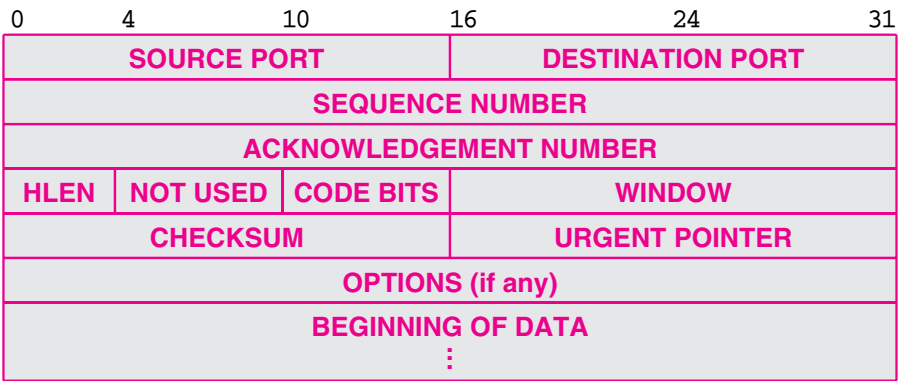 0 4 10 16 24 31
SOURCE PORT DESTINATION PORT
SEQUENCE NUMBER
ACKNOWLEDGEMENT NUMBER
HLEN NOT USED CODE BITS WINDOW
CHECKSUM URGENT POINTER
OPTIONS (if any)
BEGINNING OF DATA
⋮